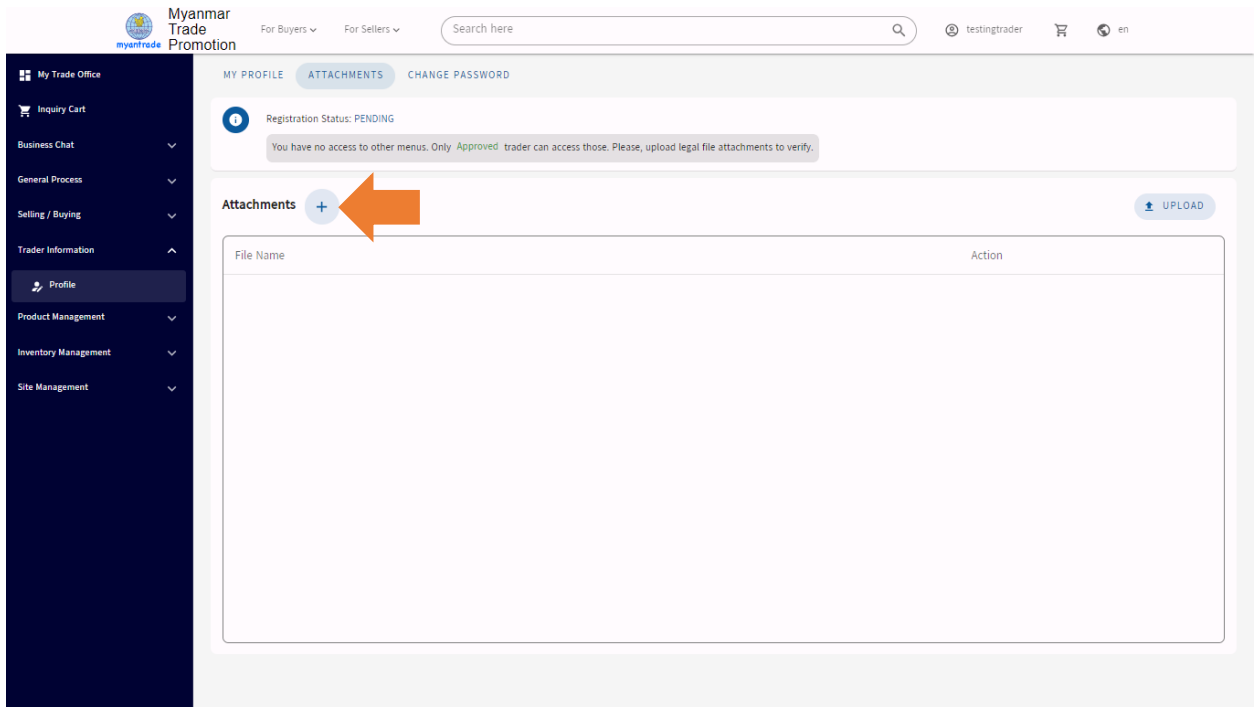 Myanmar
Trade
Promotion
myantrade
For Buyers
For Sellers
Search here
testingtrader
en
My Trade Office
Inquiry Cart
Business Chat
General Process
Selling / Buying
Trader Information
Profile
Product Management
Inventory Management
Site Management
MY PROFILE ATTACHMENTS CHANGE PASSWORD
Registration Status: PENDING
You have no access to other menus. Only Approved trader can access those. Please, upload legal file attachments to verify.
Attachments +
UPLOAD
File Name Action